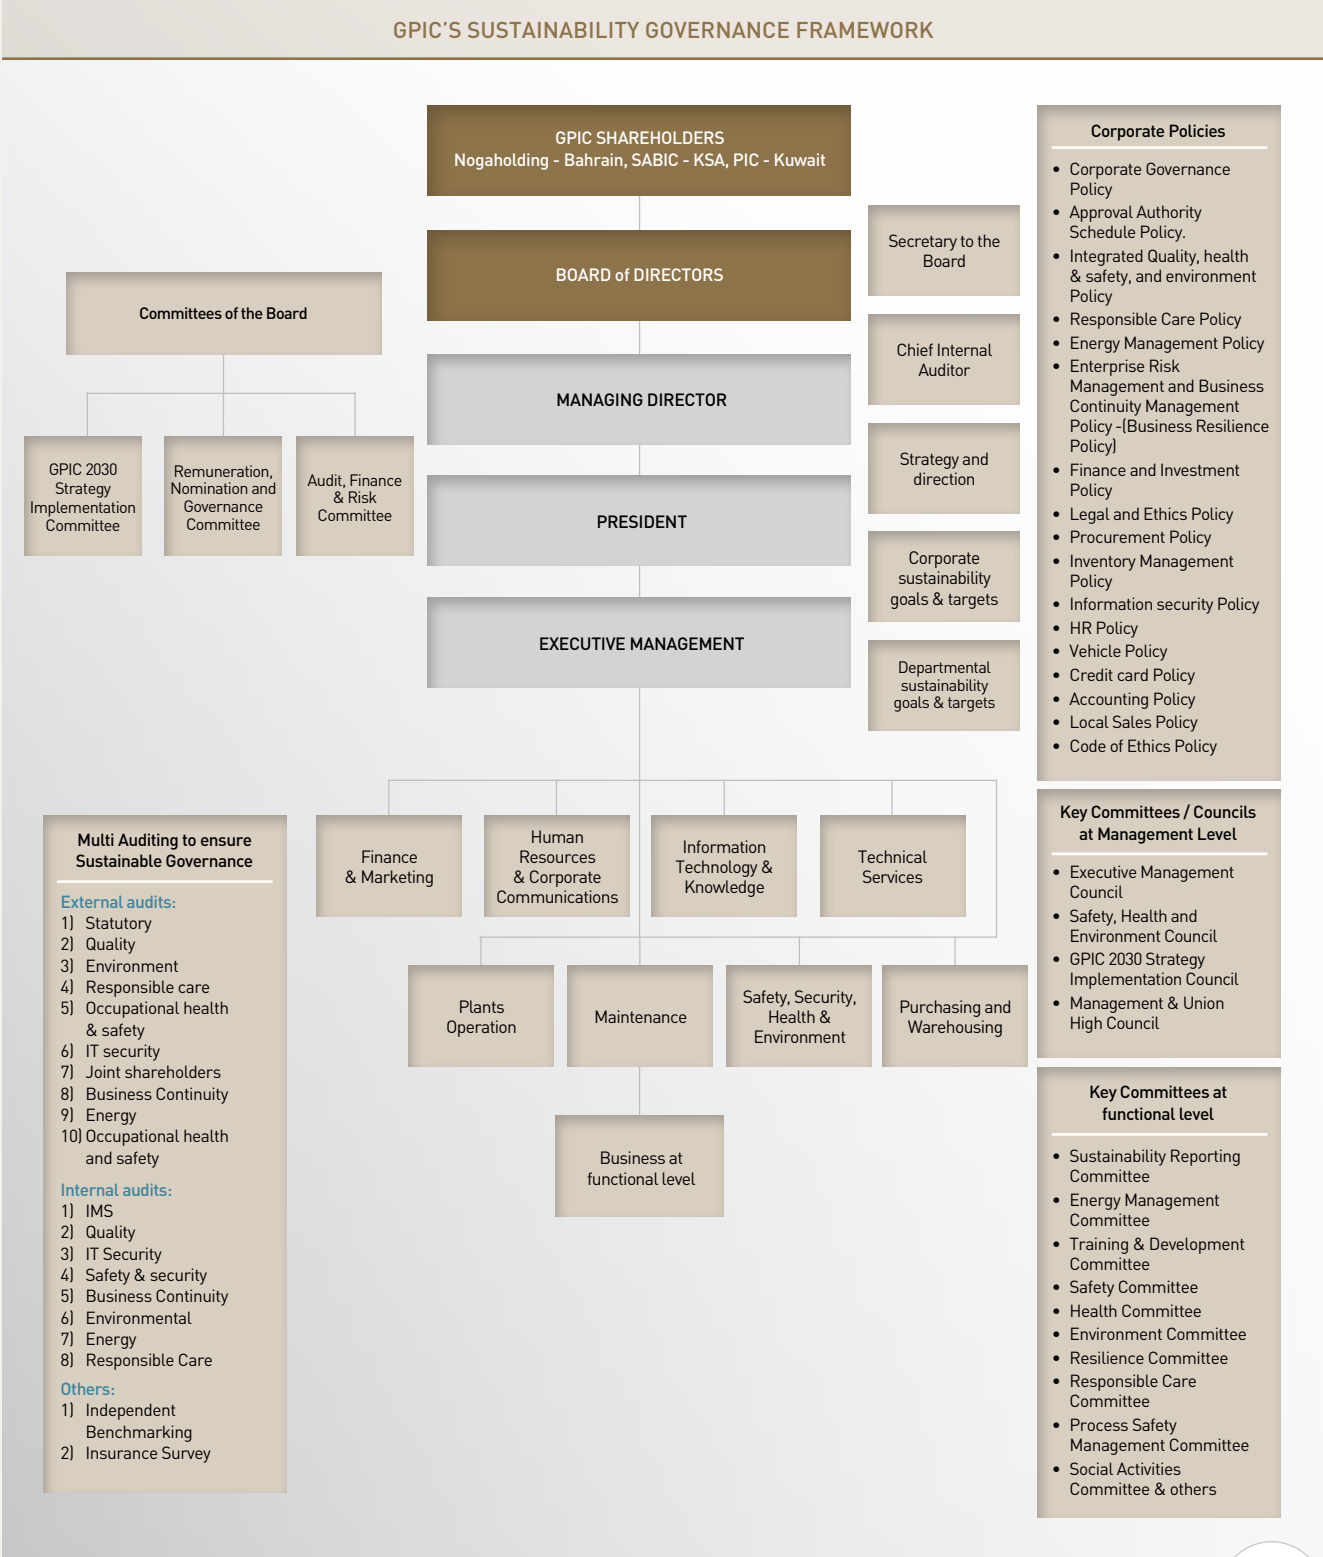 GPIC'S SUSTAINABILITY GOVERNANCE FRAMEWORK
GPIC SHAREHOLDERS
Nogaholding - Bahrain, SABIC - KSA, PIC - Kuwait
BOARD of DIRECTORS
MANAGING DIRECTOR
PRESIDENT
EXECUTIVE MANAGEMENT
Committees of the Board
GPIC 2030
Strategy
Implementation
Committee
Remuneration,
Nomination and
Governance
Committee
Audit, Finance
& Risk
Committee
Secretary to the
Board
Chief Internal
Auditor
Strategy and
direction
Corporate
sustainability
goals & targets
Departmental
sustainability
goals & targets
Finance
& Marketing
Human
Resources
& Corporate
Communications
Information
Technology &
Knowledge
Technical
Services
Plants
Operation
Maintenance
Safety, Security,
Health &
Environment
Purchasing and
Warehousing
Business at
functional level
Multi Auditing to ensure
Sustainable Governance
External audits:
1) Statutory
2) Quality
3) Environment
4) Responsible care
5) Occupational health
& safety
6) IT security
7) Joint shareholders
8) Business Continuity
9) Energy
10) Occupational health
and safety
Internal audits:
1) IMS
2) Quality
3) IT Security
4) Safety & security
5) Business Continuity
6) Environmental
7) Energy
8) Responsible Care
Others:
1) Independent
Benchmarking
2) Insurance Survey
Corporate Policies
• Corporate Governance
Policy
• Approval Authority
Schedule Policy.
• Integrated Quality, health
& safety, and environment
Policy
• Responsible Care Policy
• Energy Management Policy
• Enterprise Risk
Management and Business
Continuity Management
Policy -(Business Resilience
Policy)
• Finance and Investment
Policy
• Legal and Ethics Policy
• Procurement Policy
• Inventory Management
Policy
• Information security Policy
• HR Policy
• Vehicle Policy
• Credit card Policy
• Accounting Policy
• Local Sales Policy
• Code of Ethics Policy
Key Committees / Councils
at Management Level
• Executive Management
Council
• Safety, Health and
Environment Council
• GPIC 2030 Strategy
Implementation Council
• Management & Union
High Council
Key Committees at
functional level
• Sustainability Reporting
Committee
• Energy Management
Committee
• Training & Development
Committee
• Safety Committee
• Health Committee
• Environment Committee
• Resilience Committee
• Responsible Care
Committee
• Process Safety
Management Committee
• Social Activities
Committee & others